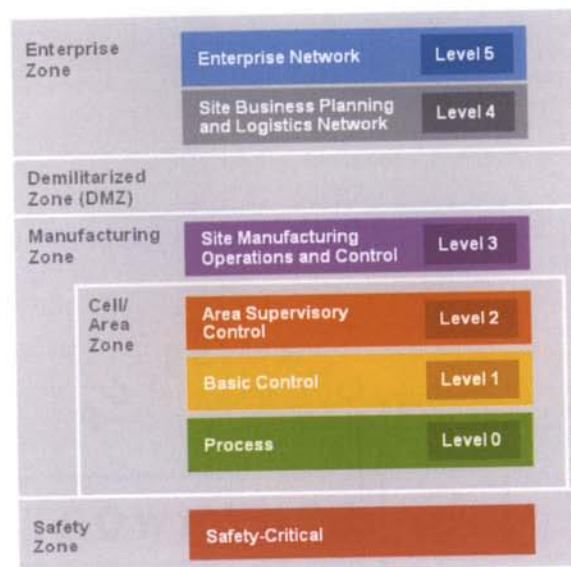 Enterprise
Zone
Enterprise Network
Level 5
Site Business Planning
and Logistics Network
Level 4
Demilitarized
Zone (DMZ)
Manufacturing
Zone
Site Manufacturing
Operations and Control
Level 3
Cell/
Area
Zone
Area Supervisory
Control
Level 2
Basic Control
Level 1
Process
Level 0
Safety
Zone
Safety-Critical